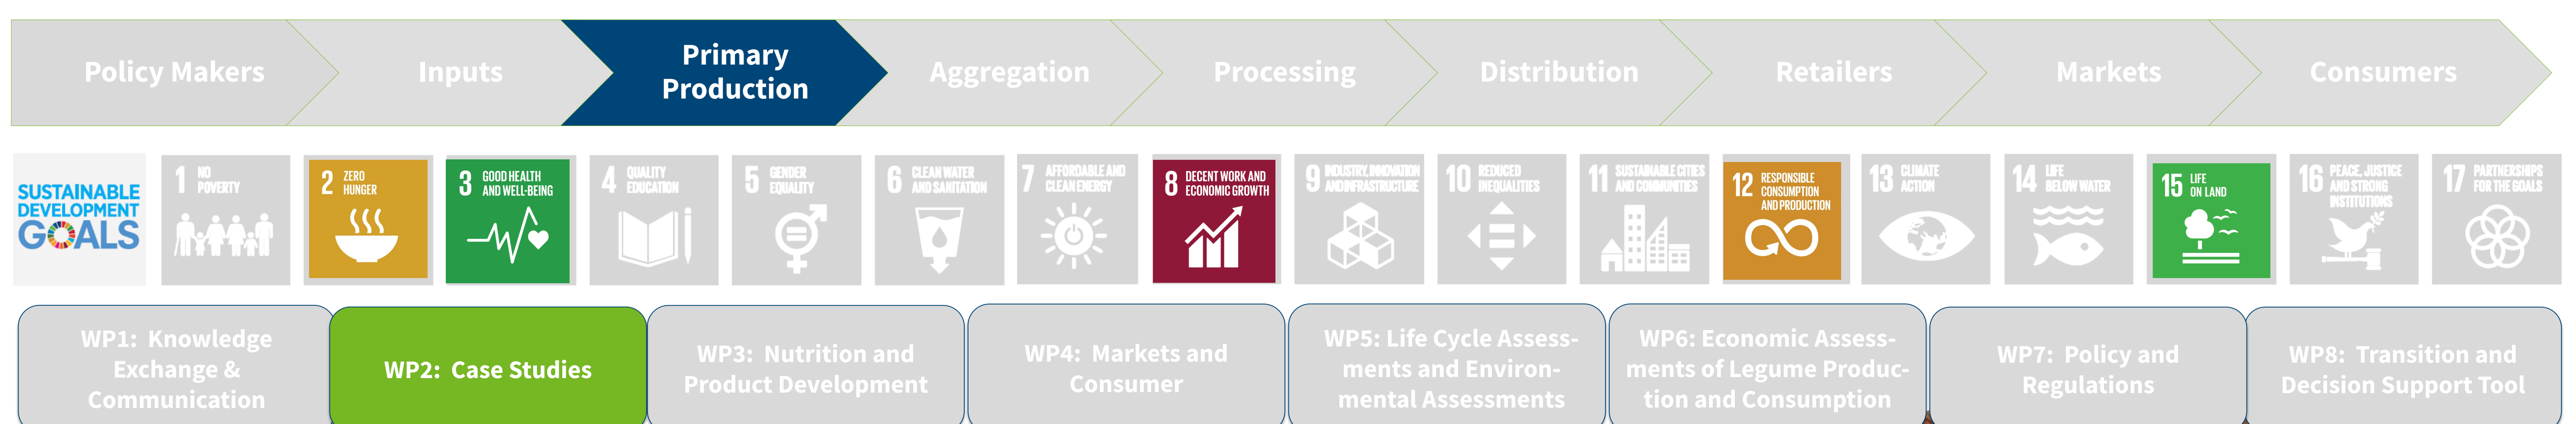 Policy Makers
Inputs
Primary
Production
Aggregation
Processing
Distribution
Retailers
Markets
Consumers
SUSTAINABLE
DEVELOPMENT
GOALS
1 NO
POVERTY
2 ZERO
HUNGER
3 GOOD HEALTH
AND WELL-BEING
4 QUALITY
EDUCATION
5 GENDER
EQUALITY
6 CLEAN WATER
AND SANITATION
7 AFFORDABLE AND
CLEAN ENERGY
8 DECENT WORK AND
ECONOMIC GROWTH
9 INDUSTRY, INNOVATION
AND INFRASTRUCTURE
10 REDUCED
INEQUALITIES
11 SUSTAINABLE CITIES
AND COMMUNITIES
12 RESPONSIBLE
CONSUMPTION
AND PRODUCTION
13 CLIMATE
ACTION
14 LIFE
BELOW WATER
15 LIFE
ON LAND
16 PEACE, JUSTICE
AND STRONG
INSTITUTIONS
17 PARTNERSHIPS
FOR THE GOALS
WP1: Knowledge
Exchange &
Communication
WP2: Case Studies
WP3: Nutrition and
Product Development
WP4: Markets and
Consumer
WP5: Life Cycle Assess-
ments and Environ-
mental Assessments
WP6: Economic Assess-
ments of Legume Produc-
tion and Consumption
WP7: Policy and
Regulations
WP8: Transition and
Decision Support Tool